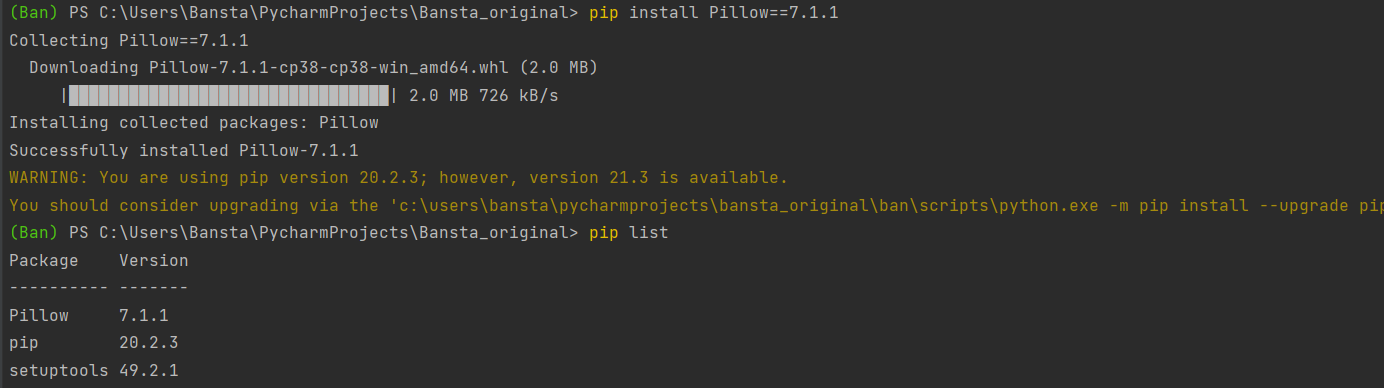 (Ban) PS C:\Users\Bansta\PycharmProjects\Bansta_original> pip install Pillow==7.1.1
Collecting Pillow==7.1.1
  Downloading Pillow-7.1.1-cp38-cp38-win_amd64.whl (2.0 MB)
     |████████████████████████████████| 2.0 MB 726 kB/s
Installing collected packages: Pillow
Successfully installed Pillow-7.1.1
WARNING: You are using pip version 20.2.3; however, version 21.3 is available.
You should consider upgrading via the 'c:\users\bansta\pycharmprojects\bansta_original\ban\scripts\python.exe -m pip install --upgrade pip
(Ban) PS C:\Users\Bansta\PycharmProjects\Bansta_original> pip list
Package    Version
---------- -------
Pillow     7.1.1
pip        20.2.3
setuptools 49.2.1